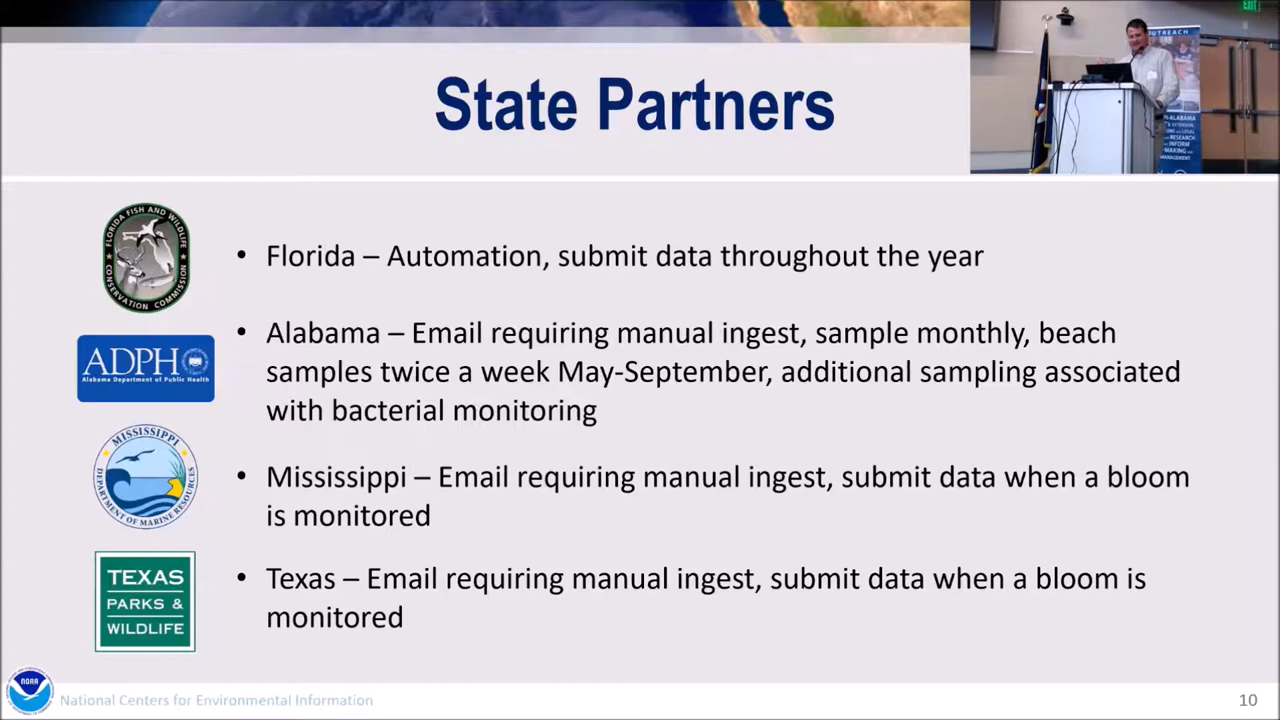 EXIT
OUTREACH
State Partners
FLORIDA FISH AND WILDLIFE
CONSERVATION COMMISSION
• Florida – Automation, submit data throughout the year
ADPH
Alabama Department of Public Health
• Alabama – Email requiring manual ingest, sample monthly, beach
samples twice a week May-September, additional sampling associated
with bacterial monitoring
MISSISSIPPI
DEPARTMENT OF MARINE RESOURCES
• Mississippi – Email requiring manual ingest, submit data when a bloom
is monitored
TEXAS
PARKS &
WILDLIFE
• Texas – Email requiring manual ingest, submit data when a bloom is
monitored
NOAA
National Centers for Environmental Information
10